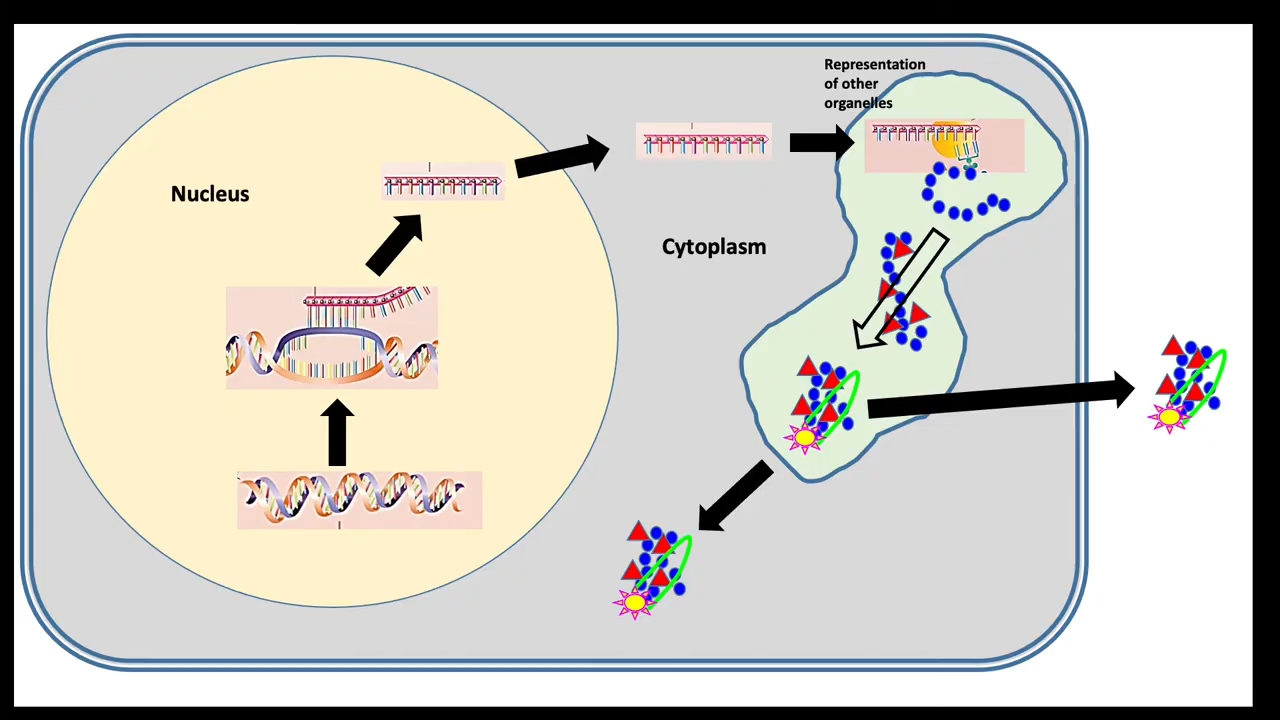 Representation
of other
organelles
Nucleus
Cytoplasm